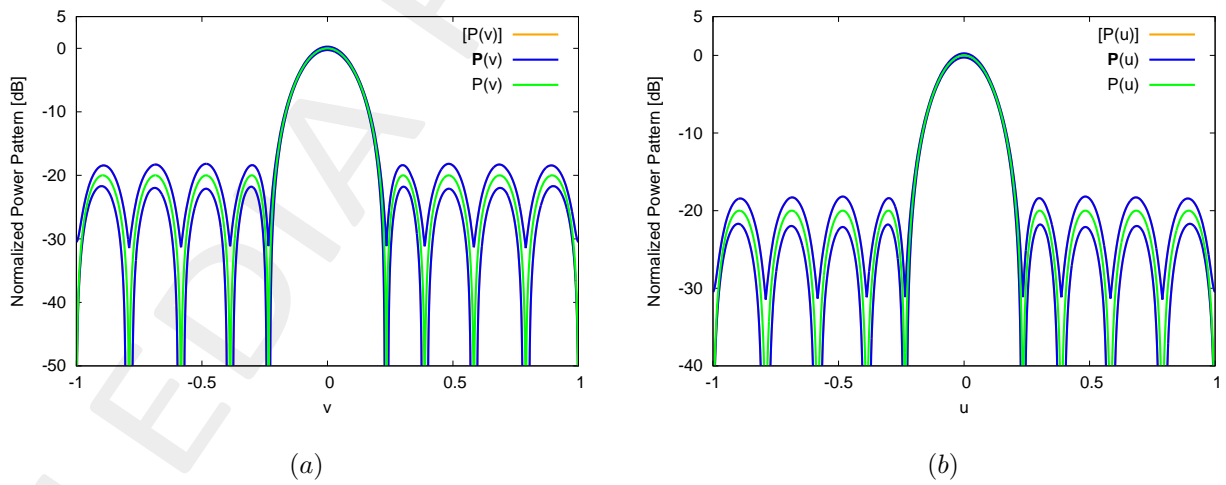 EDIA
5
0
-10
-20
-30
-40
-50
-1
-0.5
0
0.5
1
Normalized Power Pattern [dB]
v
[P(v)]
P(v)
P(v)
(a)
5
0
-10
-20
-30
-40
-1
-0.5
0
0.5
1
Normalized Power Pattern [dB]
u
[P(u)]
P(u)
P(u)
(b)